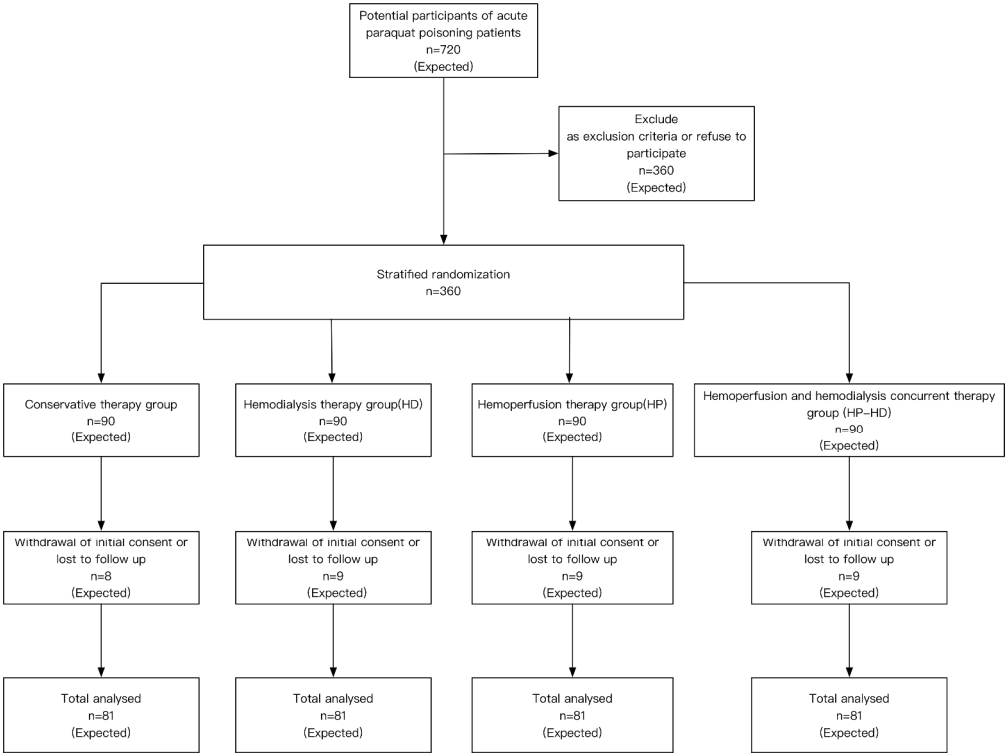 Potential participants of acute
paraquat poisoning patients
n=720
(Expected)
Exclude
as exclusion criteria or refuse to
participate
n=360
(Expected)
Stratified randomization
n=360
Conservative therapy group
n=90
(Expected)
Hemodialysis therapy group(HD)
n=90
(Expected)
Hemoperfusion therapy group(HP)
n=90
(Expected)
Hemoperfusion and hemodialysis concurrent therapy
group (HP-HD)
n=90
(Expected)
Withdrawal of initial consent or
lost to follow up
n=8
(Expected)
Withdrawal of initial consent or
lost to follow up
n=9
(Expected)
Withdrawal of initial consent or
lost to follow up
n=9
(Expected)
Withdrawal of initial consent or
lost to follow up
n=9
(Expected)
Total analysed
n=81
(Expected)
Total analysed
n=81
(Expected)
Total analysed
n=81
(Expected)
Total analysed
n=81
(Expected)